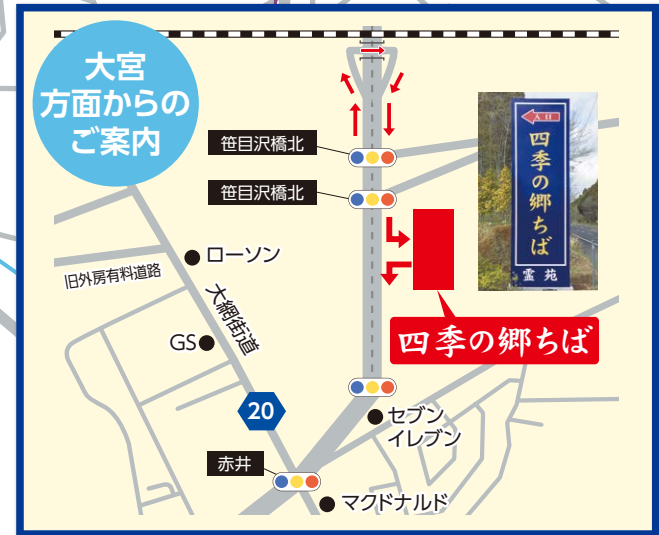 大宮
方面からの
ご案内
笹目沢橋北
笹目沢橋北
入口
四季の郷ちば
霊苑
ローソン
旧外房有料道路
大網街道
GS
四季の郷ちば
20
セブン
イレブン
赤井
マクドナルド